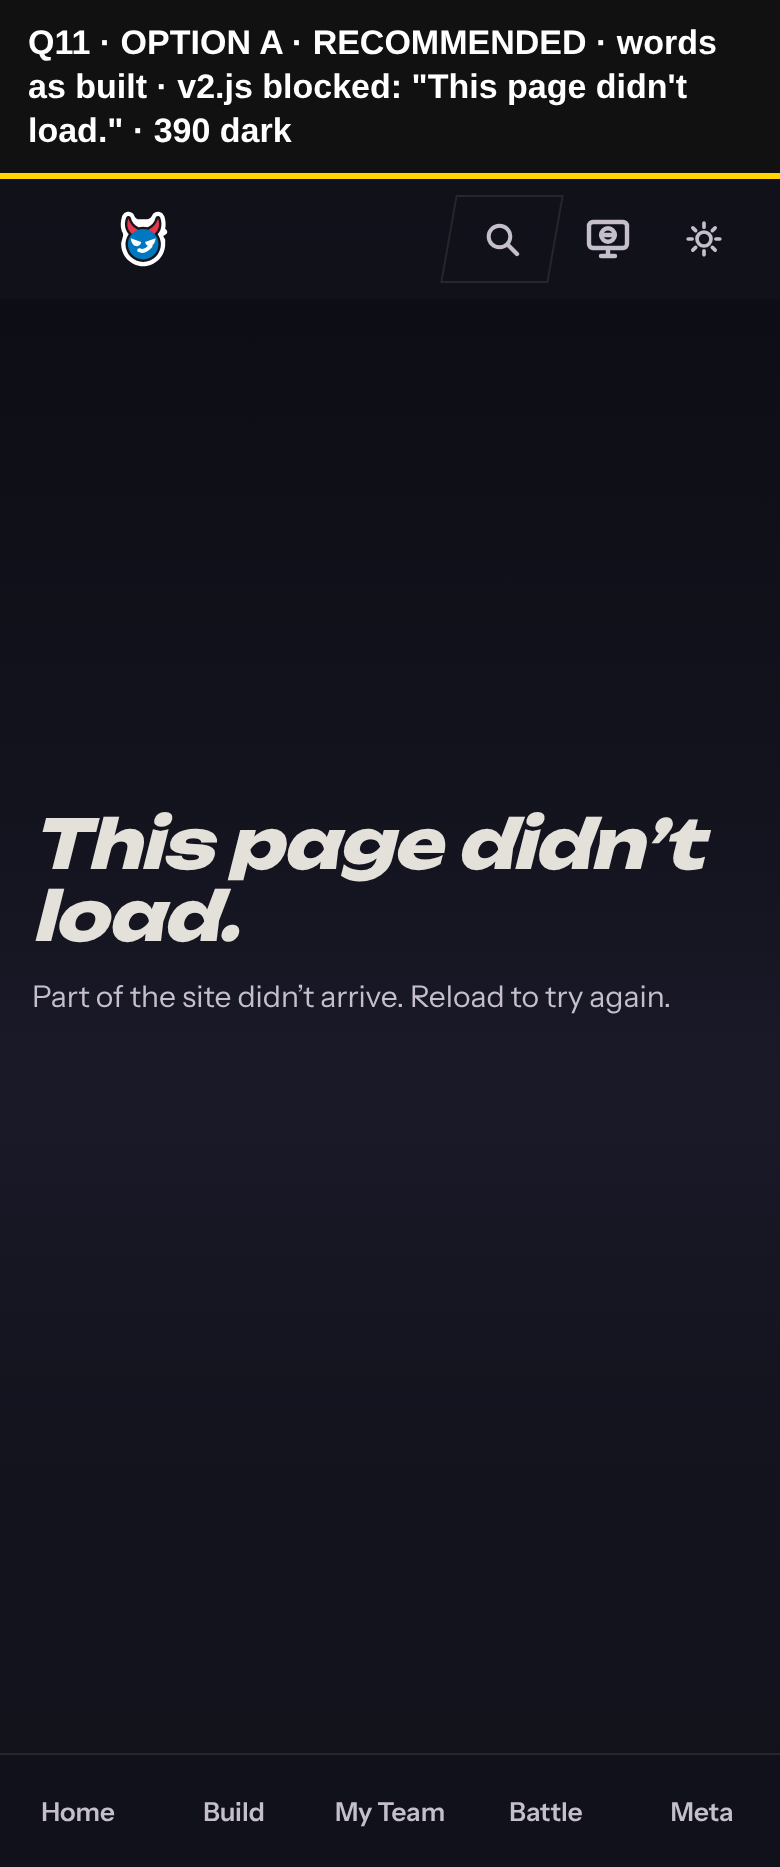 Q11 · OPTION A · RECOMMENDED · words
as built · v2.js blocked: "This page didn't
load." · 390 dark
This page didn’t
load.
Part of the site didn’t arrive. Reload to try again.
Home Build My Team Battle Meta